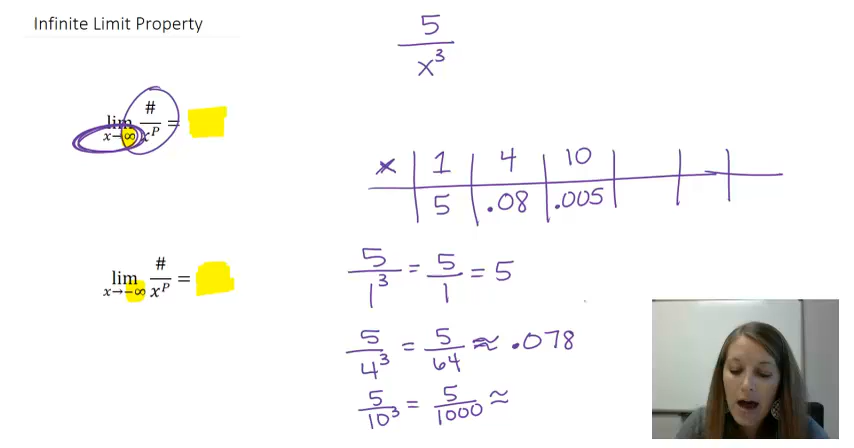 Infinite Limit Property
5
x³
lim x→∞ #/xᴾ =
x 1 4 10
5 .08 .005
5/1³ = 5/1 = 5
lim x→-∞ #/xᴾ =
5/4³ = 5/64 ≈ .078
5/10³ = 5/1000 ≈